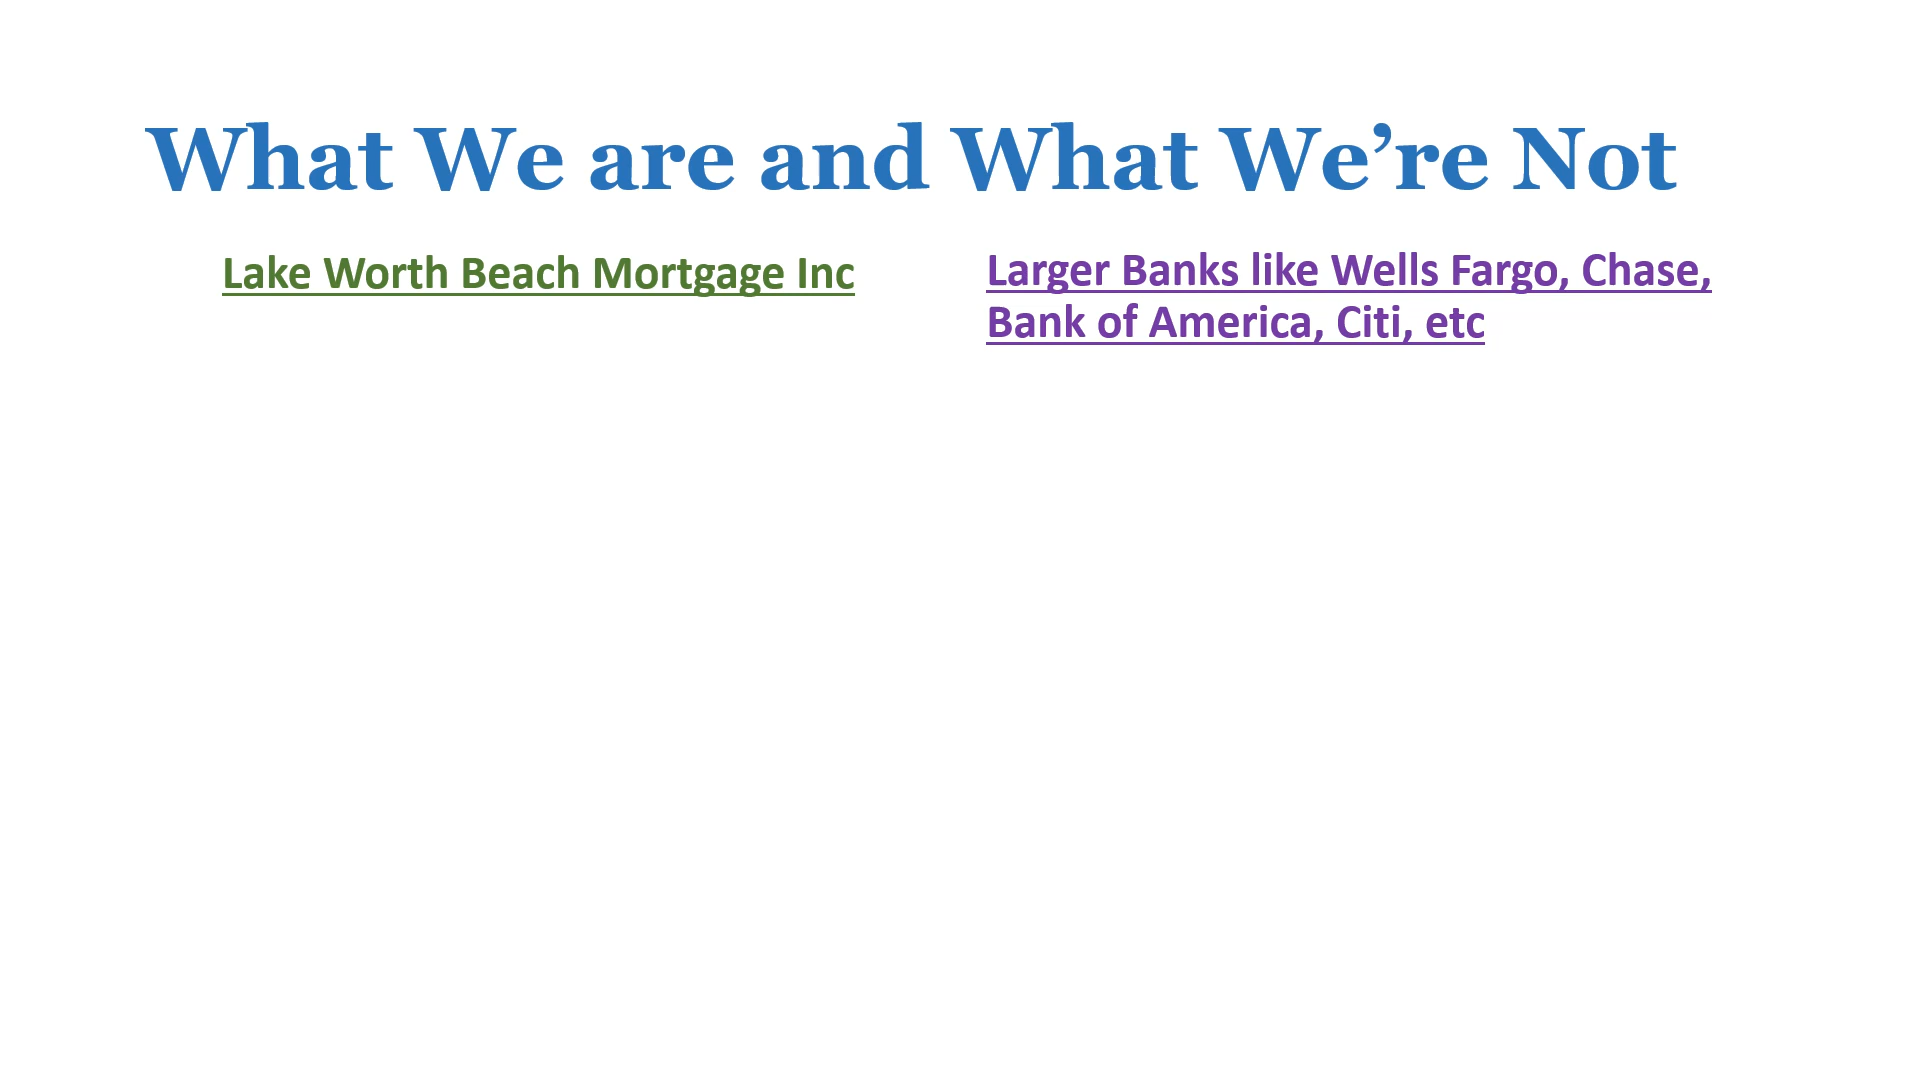 What We are and What We’re Not
Lake Worth Beach Mortgage Inc
Larger Banks like Wells Fargo, Chase,
Bank of America, Citi, etc